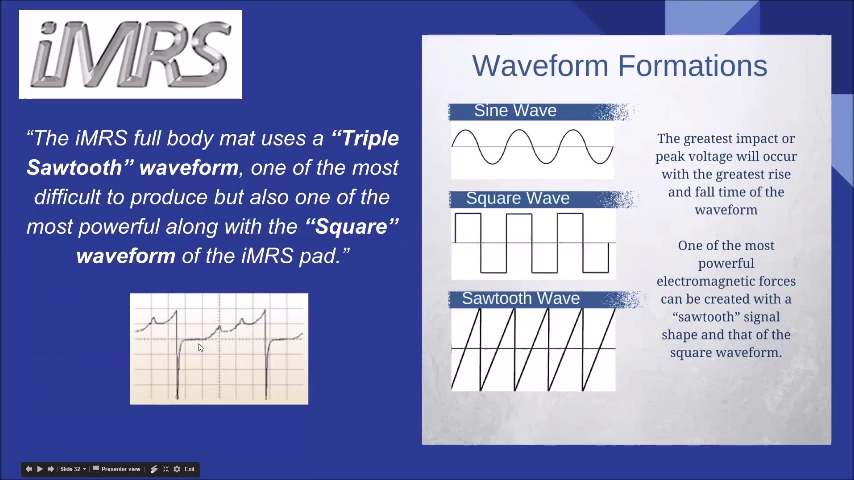 iMRS
“The iMRS full body mat uses a “Triple
Sawtooth” waveform, one of the most
difficult to produce but also one of the
most powerful along with the “Square”
waveform of the iMRS pad.”
Waveform Formations
Sine Wave
Square Wave
Sawtooth Wave
The greatest impact or
peak voltage will occur
with the greatest rise
and fall time of the
waveform
One of the most
powerful
electromagnetic forces
can be created with a
“sawtooth” signal
shape and that of the
square waveform.
Slide 32
Presenter view
Exit